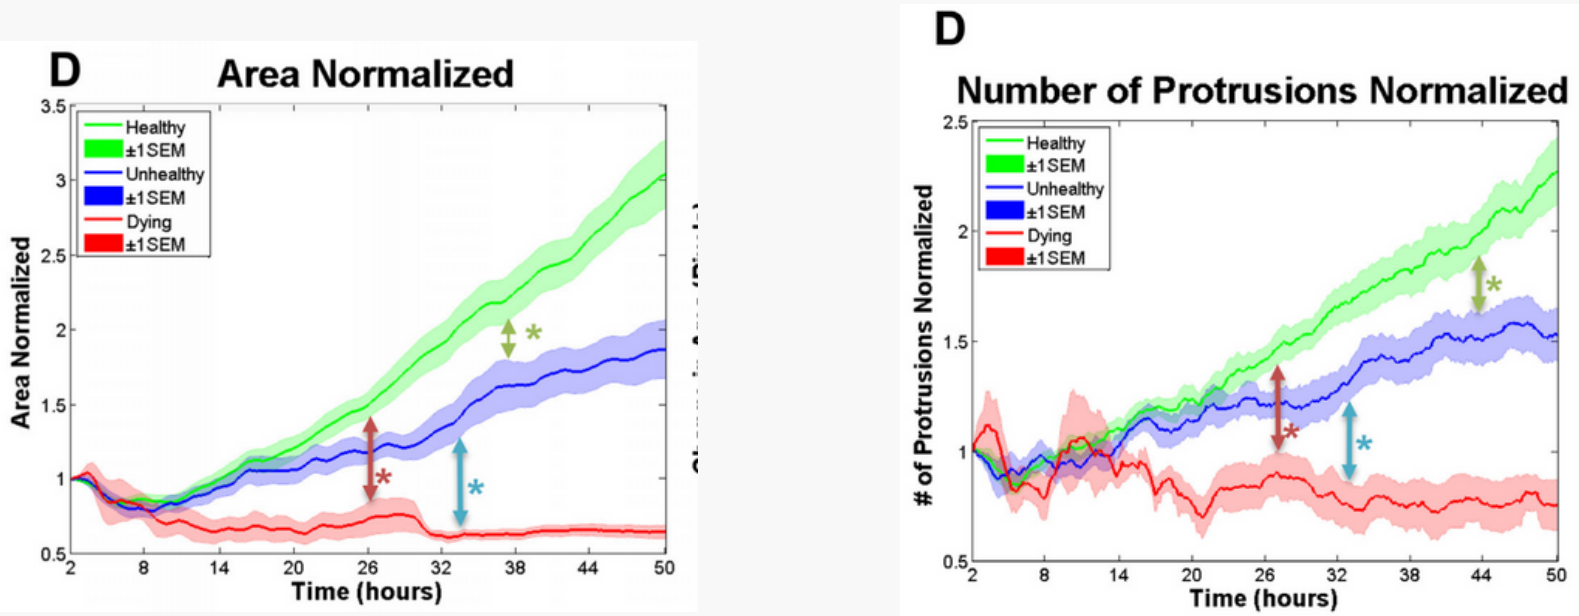 D
Area Normalized
3.5
3
2.5
2
1.5
1
0.5
Area Normalized
Healthy
±1SEM
Unhealthy
±1SEM
Dying
±1SEM
*
*
*
2 8 14 20 26 32 38 44 50
Time (hours)
D
Number of Protrusions Normalized
2.5
2
1.5
1
0.5
# of Protrusions Normalized
Healthy
±1SEM
Unhealthy
±1SEM
Dying
±1SEM
*
*
*
2 8 14 20 26 32 38 44 50
Time (hours)